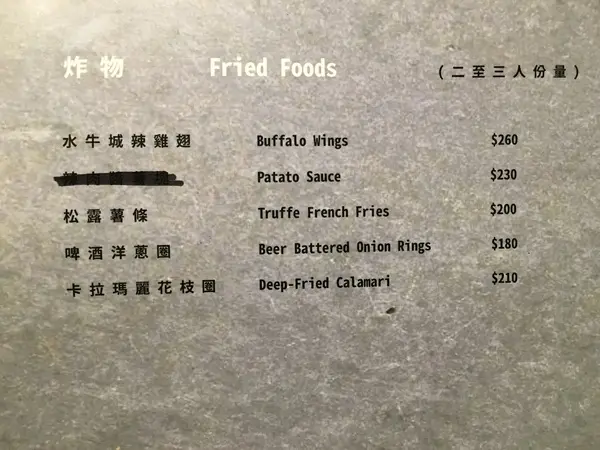 炸物 Fried Foods (二至三人份量)
水牛城辣雞翅 Buffalo Wings $260
Patato Sauce $230
松露薯條 Truffe French Fries $200
啤酒洋蔥圈 Beer Battered Onion Rings $180
卡拉瑪麗花枝圈 Deep-Fried Calamari $210